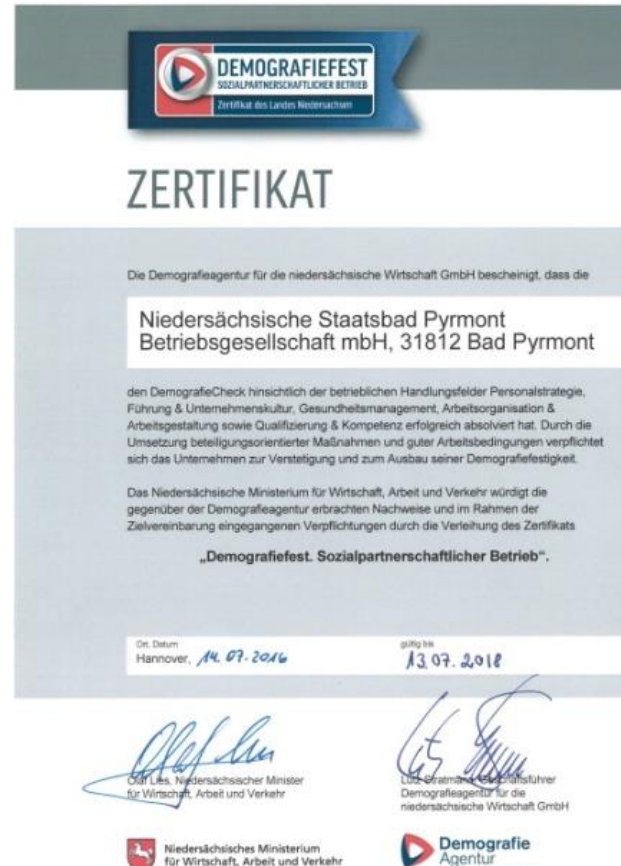 DEMOGRAFIEFEST
SOZIALPARTNERSCHAFTLICHER BETRIEB
Zertifikat des Landes Niedersachsen
ZERTIFIKAT
Die Demografieagentur für die niedersächsische Wirtschaft GmbH bescheinigt, dass die
Niedersächsische Staatsbad Pyrmont
Betriebsgesellschaft mbH, 31812 Bad Pyrmont
den DemografieCheck hinsichtlich der betrieblichen Handlungsfelder Personalstrategie,
Führung & Unternehmenskultur, Gesundheitsmanagement, Arbeitsorganisation &
Arbeitsgestaltung sowie Qualifizierung & Kompetenz erfolgreich absolviert hat. Durch die
Umsetzung beteiligungsorientierter Maßnahmen und guter Arbeitsbedingungen verpflichtet
sich das Unternehmen zur Verstetigung und zum Ausbau seiner Demografiefestigkeit.
Das Niedersächsische Ministerium für Wirtschaft, Arbeit und Verkehr würdigt die
gegenüber der Demografieagentur erbrachten Nachweise und im Rahmen der
Zielvereinbarung eingegangenen Verpflichtungen durch die Verleihung des Zertifikats
„Demografiefest. Sozialpartnerschaftlicher Betrieb“.
Ort, Datum
Hannover, 14.07.2016
gültig bis
13.07.2018
Olaf Lies, Niedersächsischer Minister
für Wirtschaft, Arbeit und Verkehr
Lutz Stratmann, Geschäftsführer
Demografieagentur für die
niedersächsische Wirtschaft GmbH
Niedersächsisches Ministerium
für Wirtschaft, Arbeit und Verkehr
Demografie
Agentur